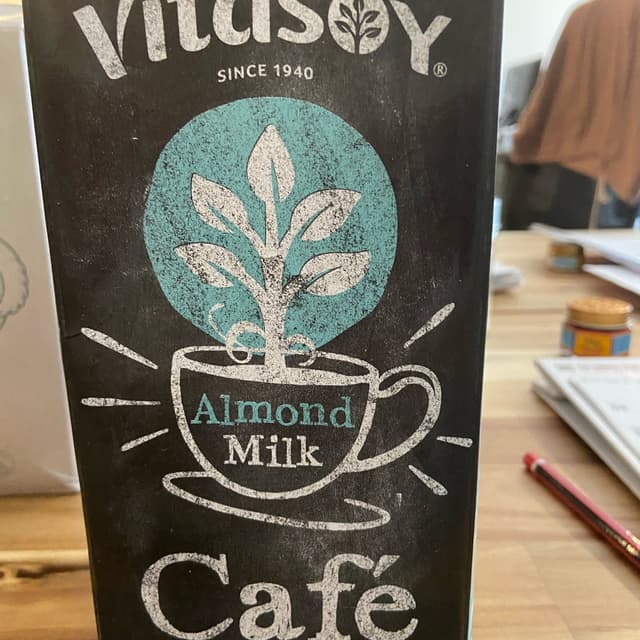 Vitasoy®
SINCE 1940
Almond
Milk
Café